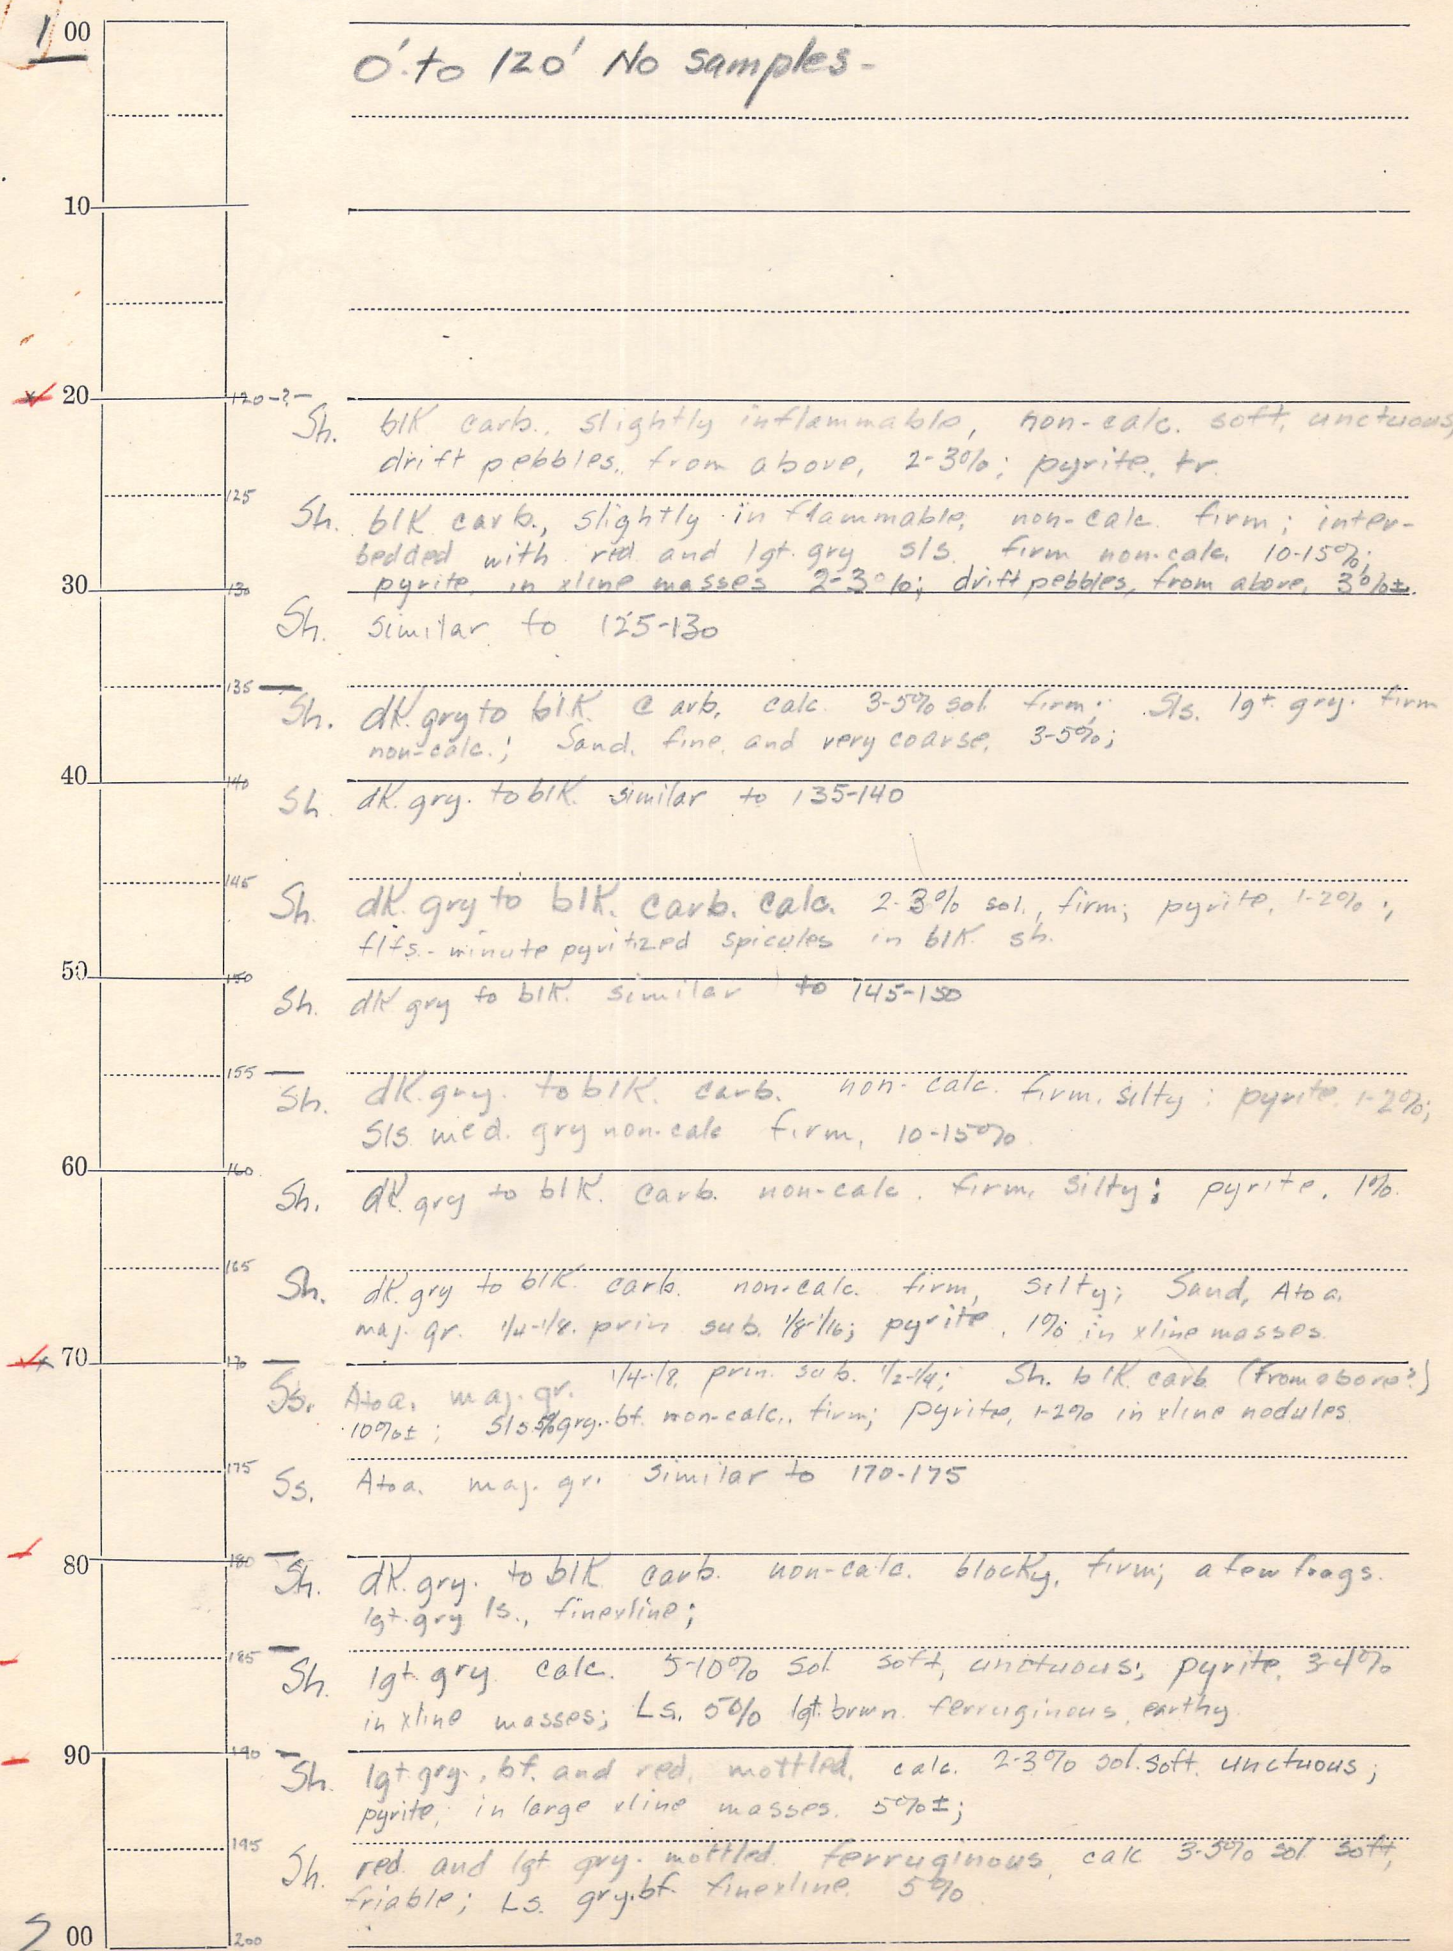 1 00
0' to 120' No samples-
10
20 120-?-
Sh. blk carb., slightly inflammable, non-calc. soft, unctuous,
drift pebbles, from above, 2-3%; pyrite, tr.
125
Sh. blk carb., slightly inflammable, non-calc. firm; inter-
bedded with red and lgt. gry sls. firm non-calc. 10-15%;
pyrite, in xline masses 2-3%; drift pebbles, from above, 3%±.
30 130
Sh. similar to 125-130
135
Sh. dk. gry to blk. carb. calc. 3-5% sol. firm; Sls. lgt. gry. firm
non-calc.; Sand, fine, and very coarse, 3-5%;
40 140
Sh dk. gry. to blk. similar to 135-140
145
Sh. dk. gry to blk. carb. calc. 2-3% sol., firm; pyrite, 1-2%;
flfs.- minute pyritized spicules in blk sh.
50 150
Sh. dk gry to blk. similar to 145-150
155
Sh. dk. gry. to blk. carb. non-calc. firm, silty; pyrite, 1-2%;
Sls. med. gry non-calc firm, 10-15%
60 160
Sh. dk. gry to blk. carb. non-calc. firm, silty; pyrite, 1%.
165
Sh. dk. gry to blk. carb. non-calc. firm, silty; Sand, Atoa.
maj. gr. 1/4-1/8. prin sub. 1/8-1/16; pyrite, 1% in xline masses.
70 170
Ss. Atoa. maj. gr. 1/4-1/8, prin. sub. 1/2-1/4; Sh. blk. carb (from above?)
10%±; Sls 5% gry.-bf. non-calc., firm; pyrite, 1-2% in xline nodules.
175
Ss. Atoa. maj. gr. similar to 170-175
80 180
Sh. dk. gry. to blk carb. non-calc. blocky, firm; a few frags.
lgt. gry ls., finexline;
185
Sh. lgt. gry calc. 5-10% sol soft, unctuous; pyrite, 3-4%
in xline masses; Ls. 5% lgt. brwn. ferruginous, earthy
90 190
Sh. lgt. gry., bf. and red, mottled, calc. 2-3% sol. soft, unctuous;
pyrite, in large xline masses. 5%±;
195
Sh. red and lgt gry. mottled ferruginous, calc 3-5% sol soft,
friable; Ls. gry.bf. finexline. 5%
2 00 200